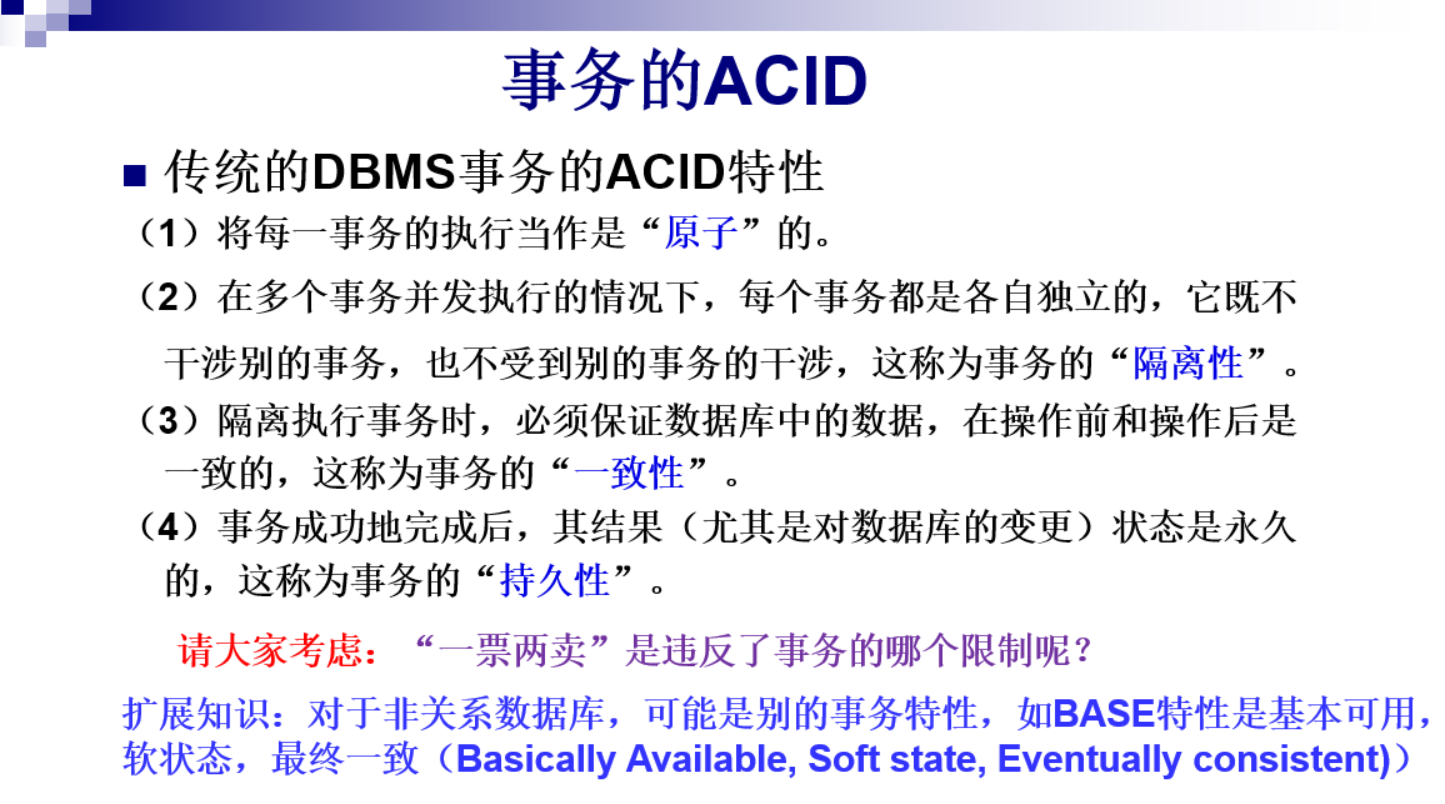 事务的ACID
传统的DBMS事务的ACID特性
（1）将每一事务的执行当作是“原子”的。
（2）在多个事务并发执行的情况下，每个事务都是各自独立的，它既不
干涉别的事务，也不受到别的事务的干涉，这称为事务的“隔离性”。
（3）隔离执行事务时，必须保证数据库中的数据，在操作前和操作后是
一致的，这称为事务的“一致性”。
（4）事务成功地完成后，其结果（尤其是对数据库的变更）状态是永久
的，这称为事务的“持久性”。
请大家考虑：“一票两卖”是违反了事务的哪个限制呢？
扩展知识：对于非关系数据库，可能是别的事务特性，如BASE特性是基本可用，
软状态，最终一致（Basically Available, Soft state, Eventually consistent)）